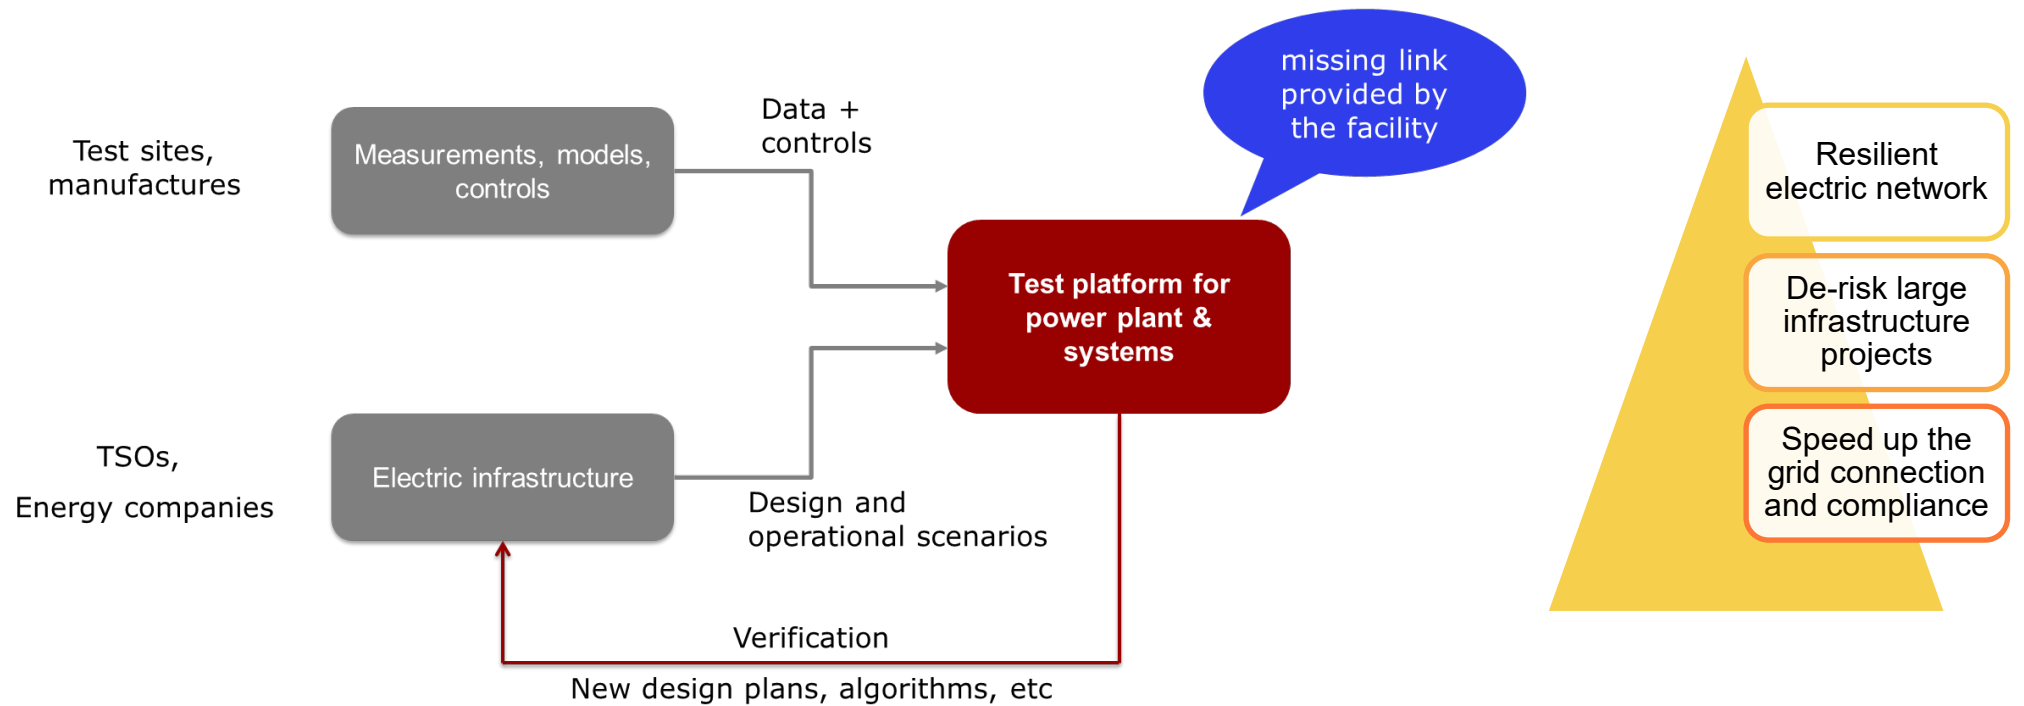 Test sites,
manufactures
Measurements, models,
controls
Data +
controls
missing link
provided by
the facility
Test platform for
power plant &
systems
TSOs,
Energy companies
Electric infrastructure
Design and
operational scenarios
Verification
New design plans, algorithms, etc
Resilient
electric network
De-risk large
infrastructure
projects
Speed up the
grid connection
and compliance